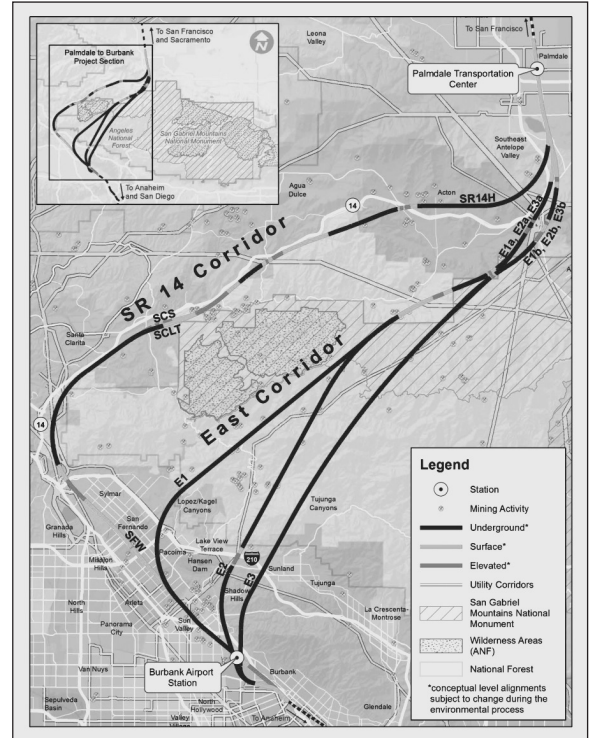 To San Francisco
and Sacramento
Palmdale to Burbank
Project Section
N
Angeles
National
Forest
San Gabriel Mountains
National Monument
To Anaheim
and San Diego
Leona
Valley
To San Francisco
Palmdale
Palmdale Transportation
Center
Southeast
Antelope
Valley
Agua
Dulce
Acton
SR14H
14
E1a, E2a, E3a
E1b, E2b, E3b
SR 14 Corridor
SCS
SCLT
Santa
Clarita
East Corridor
14
E1
Sylmar
Lopez/Kagel
Canyons
San
Fernando
SFW
Granada
Hills
Mission
Hills
Pacoima
Lake View
Terrace
Hansen
Dam
210
Tujunga
Canyons
E2
E3
Sunland
Shadow
Hills
Tujunga
La Crescenta-
Montrose
North
Hills
Arleta
Panorama
City
Sun
Valley
Van Nuys
Burbank Airport
Station
Burbank
Sepulveda
Basin
North
Hollywood
Valley
Village
Glendale
To Anaheim
Legend
Station
Mining Activity
Underground*
Surface*
Elevated*
Utility Corridors
San Gabriel
Mountains National
Monument
Wilderness Areas
(ANF)
National Forest
*conceptual level alignments
subject to change during the
environmental process